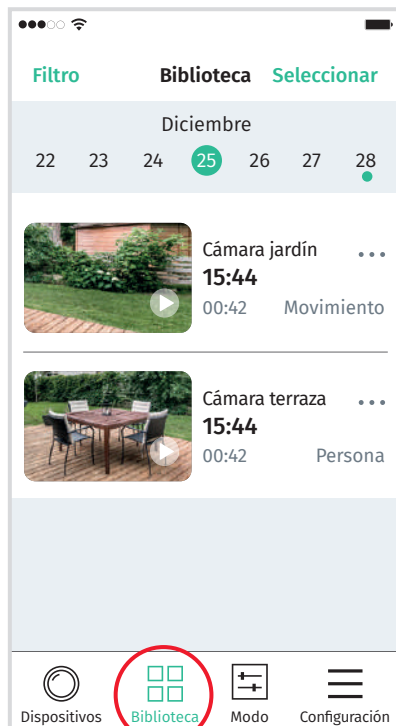 Filtro Biblioteca Seleccionar
Diciembre
22 23 24 25 26 27 28
Cámara jardín
15:44
00:42 Movimiento
Cámara terraza
15:44
00:42 Persona
Dispositivos Biblioteca Modo Configuración